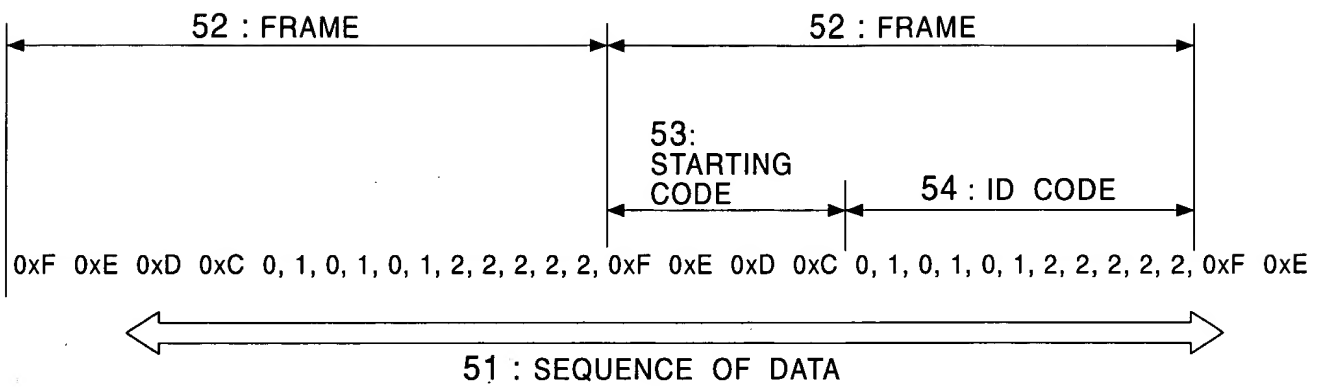 52 : FRAME 52 : FRAME
53:
STARTING
CODE
54 : ID CODE
0xF 0xE 0xD 0xC 0, 1, 0, 1, 0, 1, 2, 2, 2, 2, 2, 0xF 0xE 0xD 0xC 0, 1, 0, 1, 0, 1, 2, 2, 2, 2, 2, 0xF 0xE
51 : SEQUENCE OF DATA